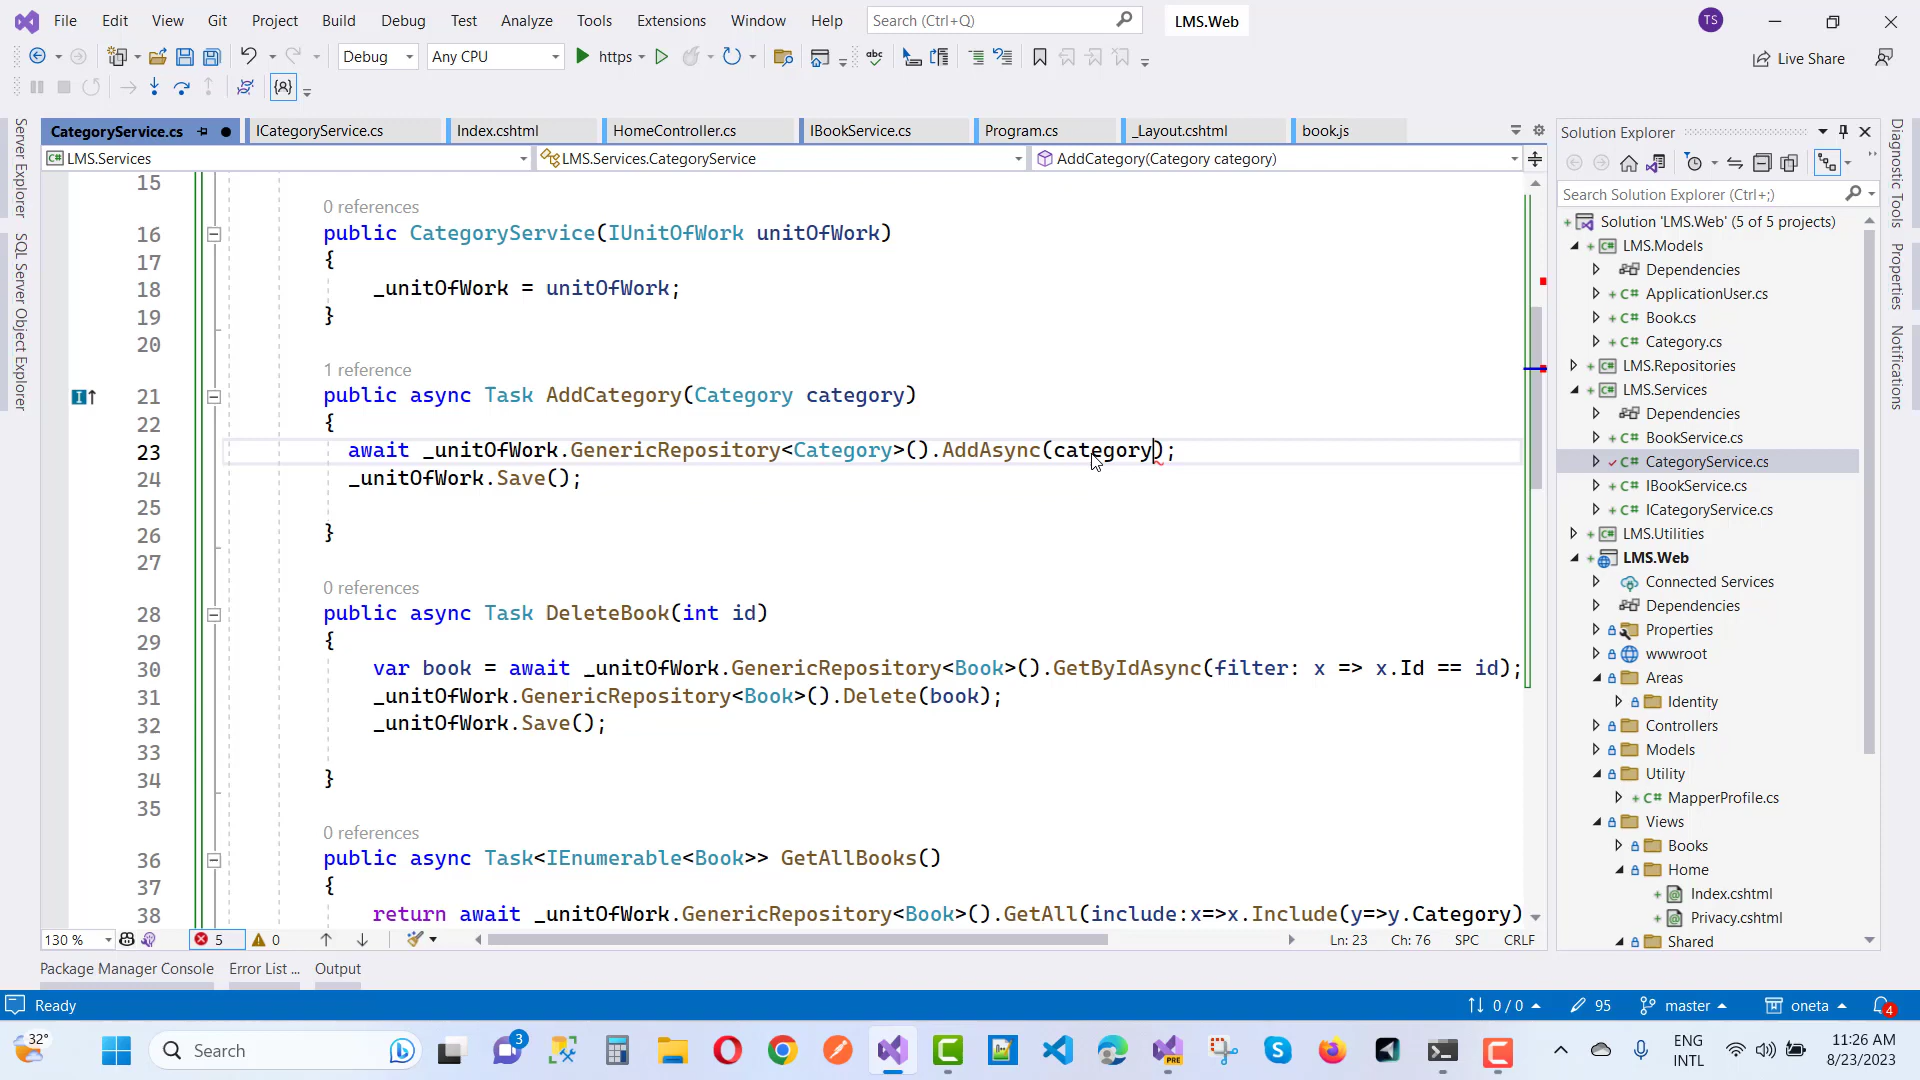 File Edit View Git Project Build Debug Test Analyze Tools Extensions Window Help Search (Ctrl+Q) LMS.Web TS
Debug Any CPU https Live Share
CategoryService.cs ICategoryService.cs Index.cshtml HomeController.cs IBookService.cs Program.cs _Layout.cshtml book.js
LMS.Services LMS.Services.CategoryService AddCategory(Category category)
15
0 references
16 public CategoryService(IUnitOfWork unitOfWork)
17 {
18 _unitOfWork = unitOfWork;
19 }
20
1 reference
21 public async Task AddCategory(Category category)
22 {
23 await _unitOfWork.GenericRepository<Category>().AddAsync(category);
24 _unitOfWork.Save();
25
26 }
27
0 references
28 public async Task DeleteBook(int id)
29 {
30 var book = await _unitOfWork.GenericRepository<Book>().GetByIdAsync(filter: x => x.Id == id);
31 _unitOfWork.GenericRepository<Book>().Delete(book);
32 _unitOfWork.Save();
33
34 }
35
0 references
36 public async Task<IEnumerable<Book>> GetAllBooks()
37 {
38 return await _unitOfWork.GenericRepository<Book>().GetAll(include:x=>x.Include(y=>y.Category)
130 % 5 0 Ln: 23 Ch: 76 SPC CRLF
Package Manager Console Error List ... Output
Server Explorer
SQL Server Object Explorer
Solution Explorer
Search Solution Explorer (Ctrl+;)
Solution 'LMS.Web' (5 of 5 projects)
LMS.Models
Dependencies
C# ApplicationUser.cs
C# Book.cs
C# Category.cs
LMS.Repositories
LMS.Services
Dependencies
C# BookService.cs
C# CategoryService.cs
C# IBookService.cs
C# ICategoryService.cs
LMS.Utilities
LMS.Web
Connected Services
Dependencies
Properties
wwwroot
Areas
Identity
Controllers
Models
Utility
C# MapperProfile.cs
Views
Books
Home
Index.cshtml
Privacy.cshtml
Shared
Diagnostic Tools
Properties
Notifications
Ready 0 / 0 95 master oneta 4
32° Search 3 PRE ENG
INTL
11:26 AM
8/23/2023